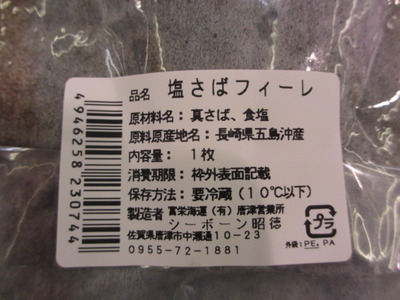 品名 塩さばフィーレ
原材料名：真さば、食塩
原料原産地名：長崎県五島沖産
内容量：１枚
消費期限：枠外表面記載
保存方法：要冷蔵（１０℃以下）
製造者 富栄海運（有）唐津営業所
シーボーン昭徳
佐賀県唐津市中瀬通１０－２３
０９５５－７２－１８８１
4946258230744
プラ
外袋：PE，PA